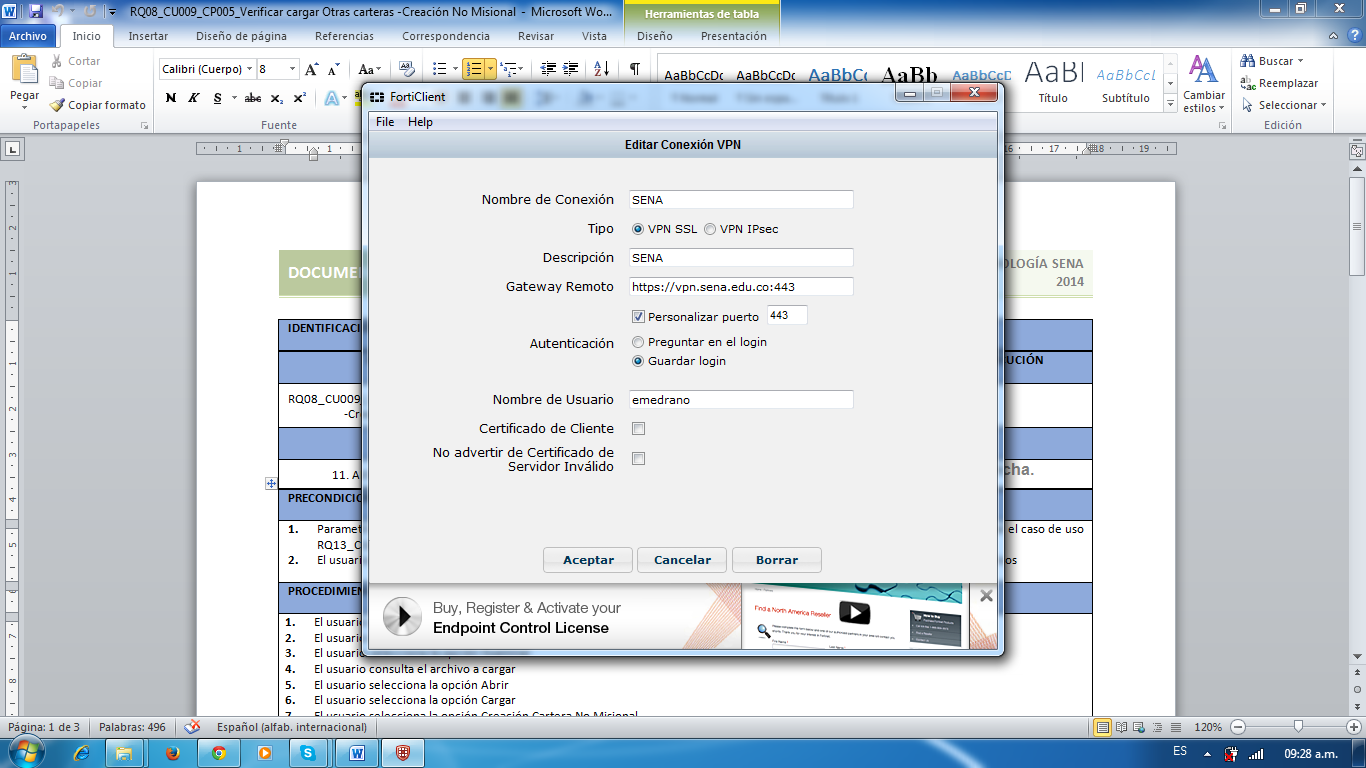 RQ08_CU009_CP005_Verificar cargar Otras carteras -Creación No Misional - Microsoft Wo...
Herramientas de tabla
Archivo Inicio Insertar Diseño de página Referencias Correspondencia Revisar Vista Diseño Presentación
Cortar
Copiar
Copiar formato
Pegar
Portapapeles
Calibri (Cuerpo) 8
N K S abc x₂ x²
Fuente
AaBbCcDc AaBbCcDc AaBbCc AaBb AaBbCcDc AaBl AaBbCcL
Título Subtítulo
Cambiar estilos
Buscar
Reemplazar
Seleccionar
Edición
FortiClient
File Help
Editar Conexión VPN
Nombre de Conexión SENA
Tipo VPN SSL VPN IPsec
Descripción SENA
Gateway Remoto https://vpn.sena.edu.co:443
Personalizar puerto 443
Autenticación Preguntar en el login
Guardar login
Nombre de Usuario emedrano
Certificado de Cliente
No advertir de Certificado de
Servidor Inválido
Aceptar Cancelar Borrar
Buy, Register & Activate your
Endpoint Control License
Find a North America Reseller
DOCUME
OLOGÍA SENA
2014
IDENTIFICACI
UCIÓN
RQ08_CU009_
-Cr
11. A
cha.
PRECONDICIO
1. Paramet
el caso de uso
RQ13_C
2. El usuari
os
PROCEDIMIEN
1. El usuari
2. El usuari
3. El usuario
4. El usuario consulta el archivo a cargar
5. El usuario selecciona la opción Abrir
6. El usuario selecciona la opción Cargar
7. El usuario selecciona la opción Creación Cartera No Misional
Página: 1 de 3 Palabras: 496 Español (alfab. internacional) 120%
ES 09:28 a.m.